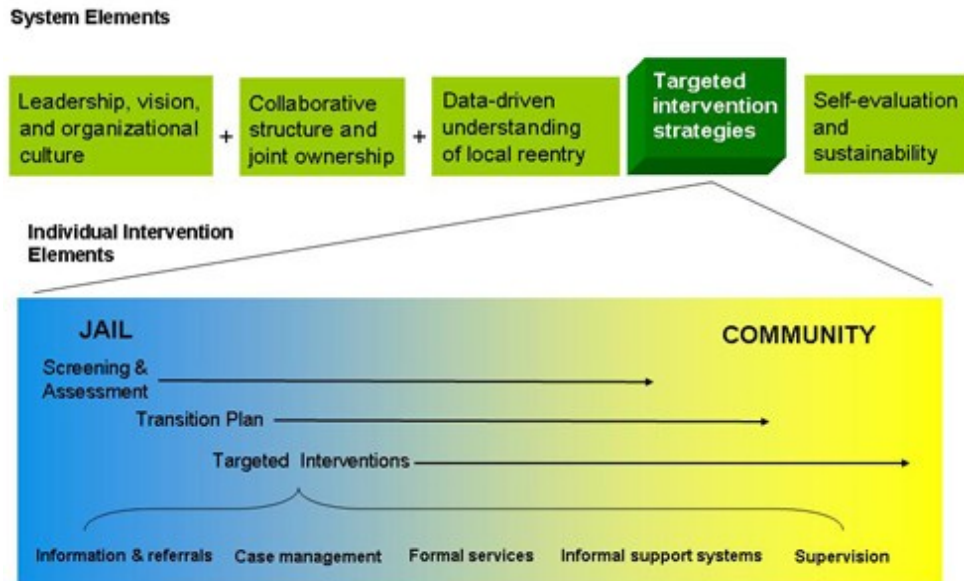 System Elements
Leadership, vision,
and organizational
culture
+
Collaborative
structure and
joint ownership
+
Data-driven
understanding
of local reentry
Targeted
intervention
strategies
Self-evaluation
and
sustainability
Individual Intervention
Elements
JAIL
COMMUNITY
Screening &
Assessment
Transition Plan
Targeted Interventions
Information & referrals
Case management
Formal services
Informal support systems
Supervision